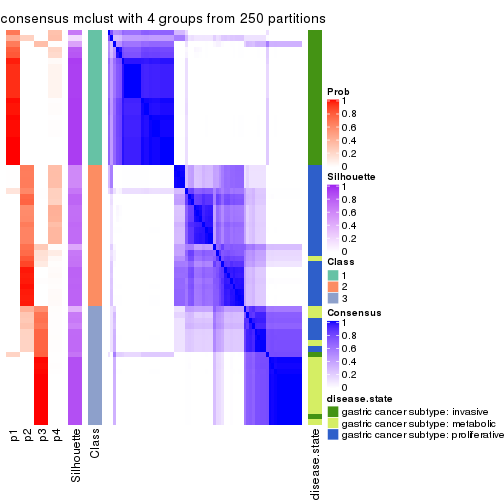 consensus mclust with 4 groups from 250 partitions
Prob
1
0.8
0.6
0.4
0.2
0
Silhouette
1
0.8
0.6
0.4
0.2
0
Class
1
2
3
Consensus
1
0.8
0.6
0.4
0.2
0
disease.state
gastric cancer subtype: invasive
gastric cancer subtype: metabolic
gastric cancer subtype: proliferative
p1
p2
p3
p4
Silhouette
Class
disease.state